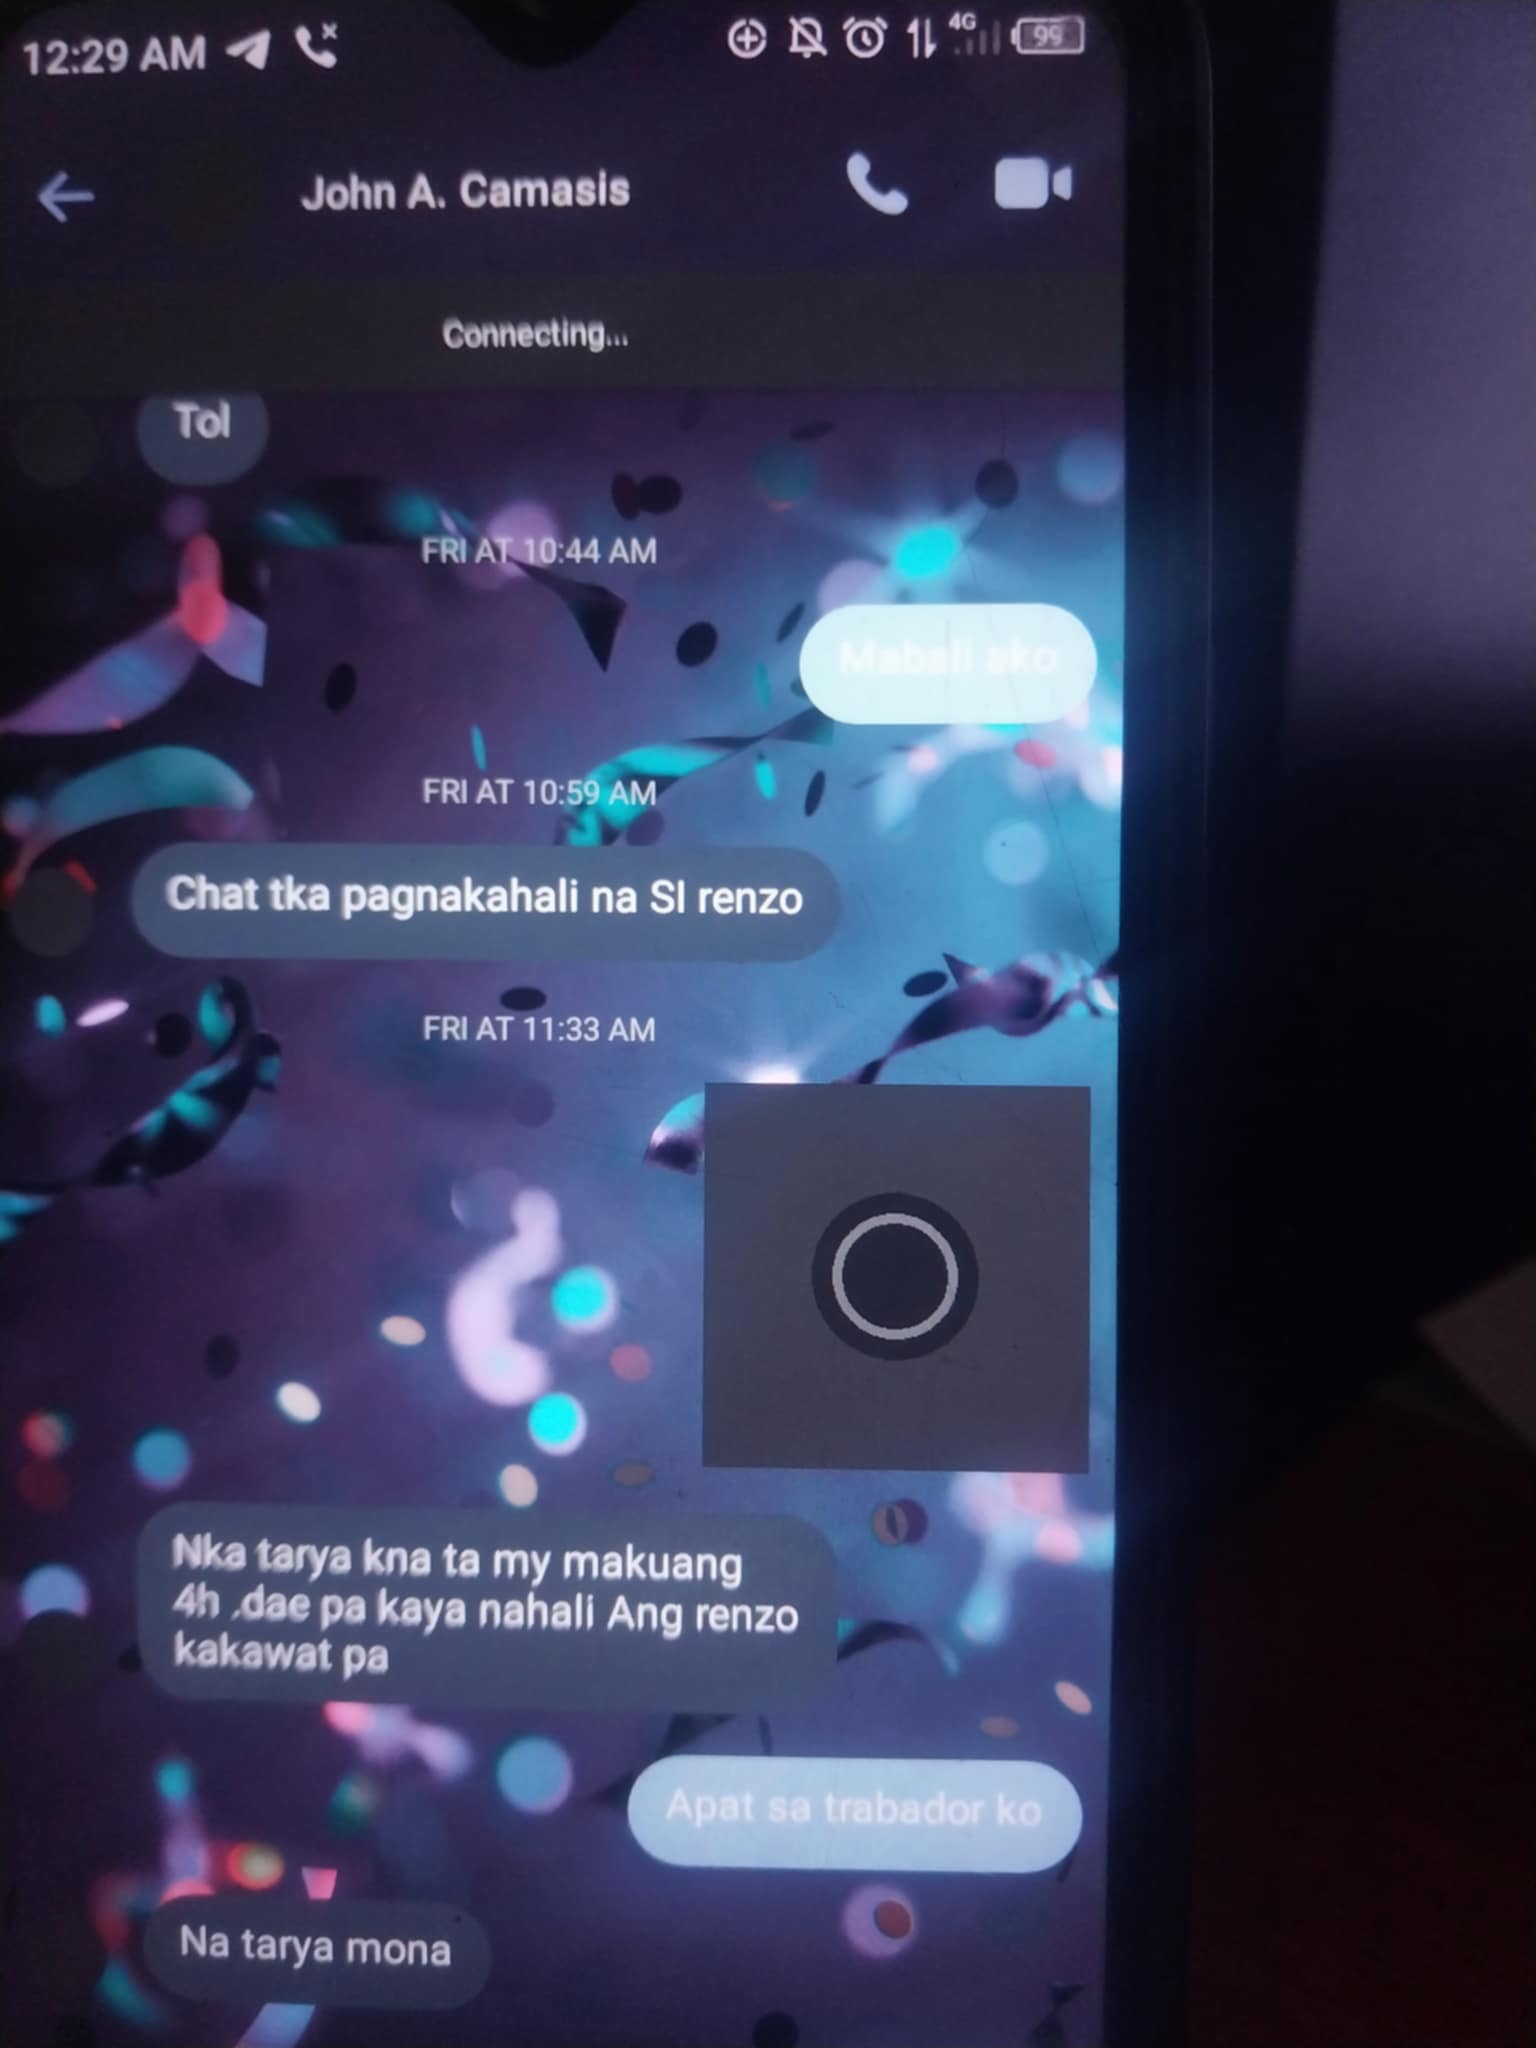 12:29 AM
4G
99
John A. Camasis
Connecting...
Tol
FRI AT 10:44 AM
Mabali ako
FRI AT 10:59 AM
Chat tka pagnakahali na SI renzo
FRI AT 11:33 AM
Nka tarya kna ta my makuang
4h .dae pa kaya nahali Ang renzo
kakawat pa
Apat sa trabador ko
Na tarya mona